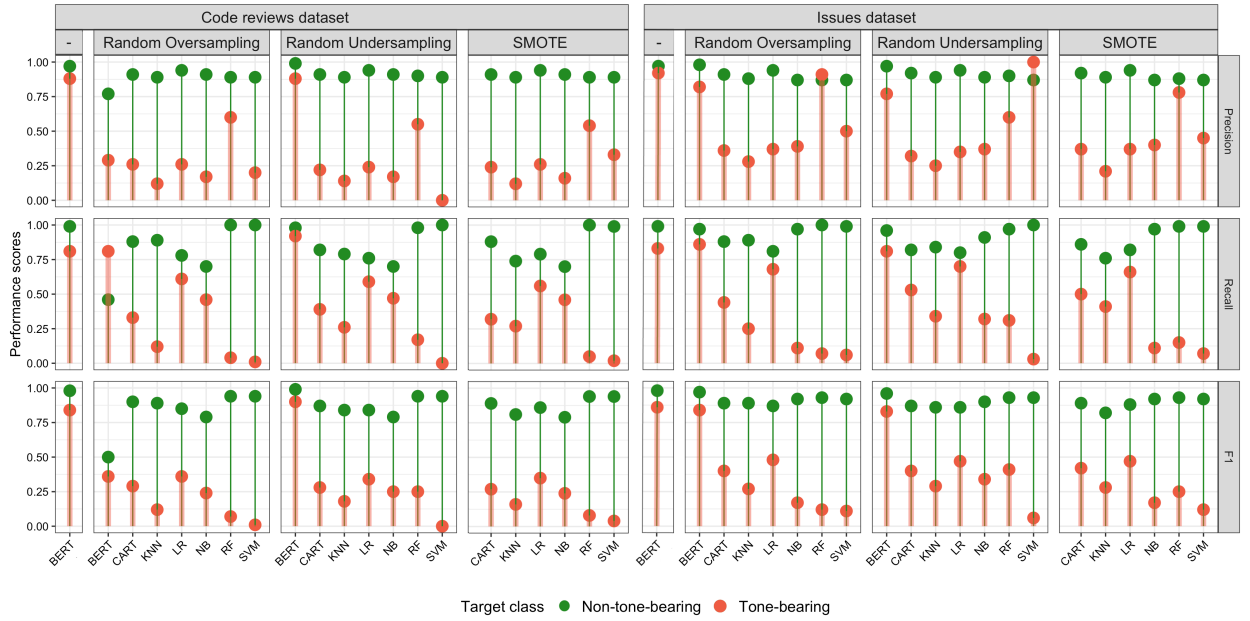 Code reviews dataset Issues dataset
- Random Oversampling Random Undersampling SMOTE - Random Oversampling Random Undersampling SMOTE
1.00
0.75
0.50
0.25
0.00
Precision
1.00
0.75
0.50
0.25
0.00
Recall
1.00
0.75
0.50
0.25
0.00
F1
Performance scores
BERT BERT CART KNN LR NB RF SVM BERT CART KNN LR NB RF SVM CART KNN LR NB RF SVM BERT BERT CART KNN LR NB RF SVM BERT CART KNN LR NB RF SVM CART KNN LR NB RF SVM
Target class Non-tone-bearing Tone-bearing